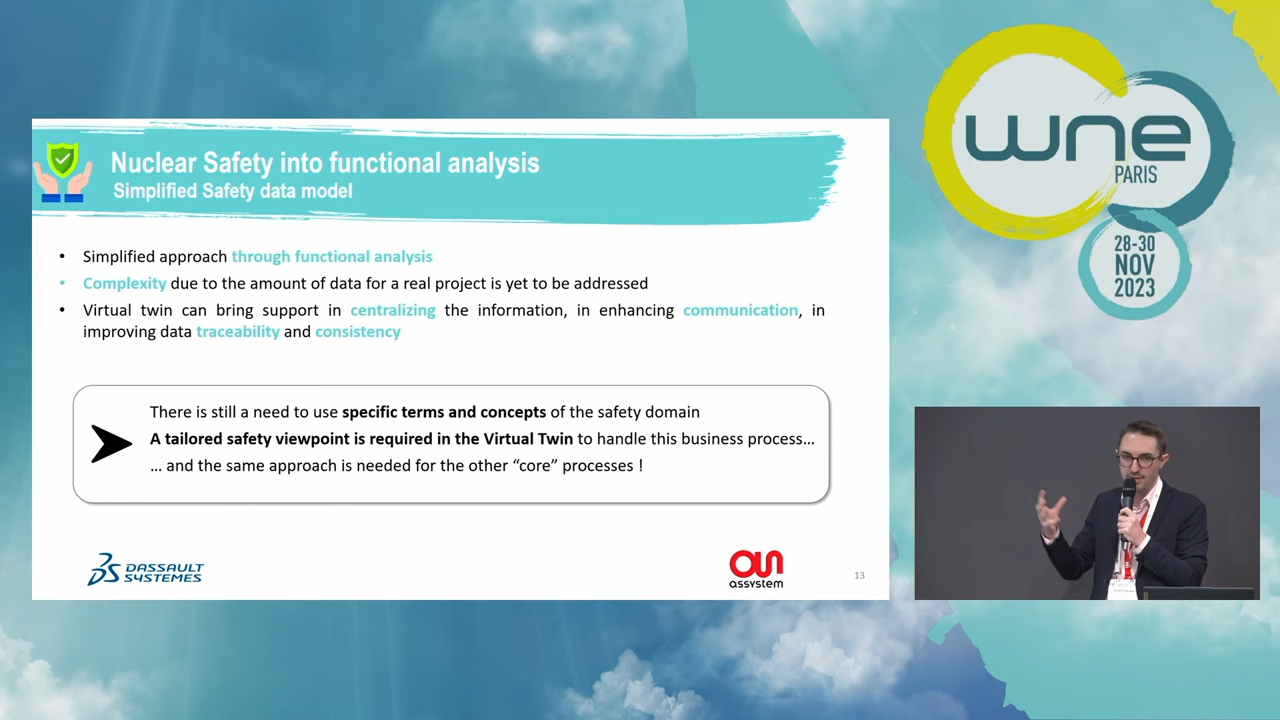 Nuclear Safety into functional analysis
Simplified Safety data model
• Simplified approach through functional analysis
• Complexity due to the amount of data for a real project is yet to be addressed
• Virtual twin can bring support in centralizing the information, in enhancing communication, in
improving data traceability and consistency
There is still a need to use specific terms and concepts of the safety domain
A tailored safety viewpoint is required in the Virtual Twin to handle this business process...
... and the same approach is needed for the other “core” processes !
DASSAULT
SYSTEMES
assystem
13
wne
PARIS
28-30
NOV
2023